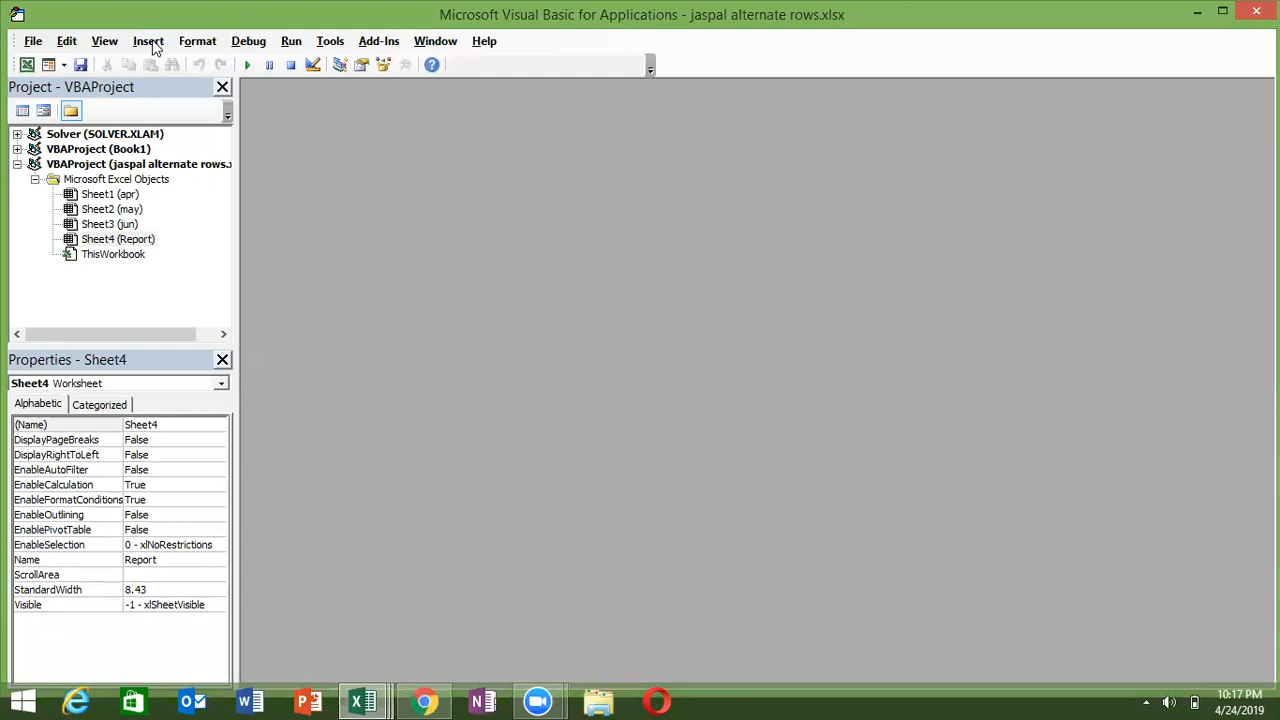 Microsoft Visual Basic for Applications - jaspal alternate rows.xlsx
File Edit View Insert Format Debug Run Tools Add-Ins Window Help
Project - VBAProject
Solver (SOLVER.XLAM)
VBAProject (Book1)
VBAProject (jaspal alternate rows.x
Microsoft Excel Objects
Sheet1 (apr)
Sheet2 (may)
Sheet3 (jun)
Sheet4 (Report)
ThisWorkbook
Properties - Sheet4
Sheet4 Worksheet
Alphabetic Categorized
(Name) Sheet4
DisplayPageBreaks False
DisplayRightToLeft False
EnableAutoFilter False
EnableCalculation True
EnableFormatConditions True
EnableOutlining False
EnablePivotTable False
EnableSelection 0 - xlNoRestrictions
Name Report
ScrollArea
StandardWidth 8.43
Visible -1 - xlSheetVisible
10:17 PM
4/24/2019